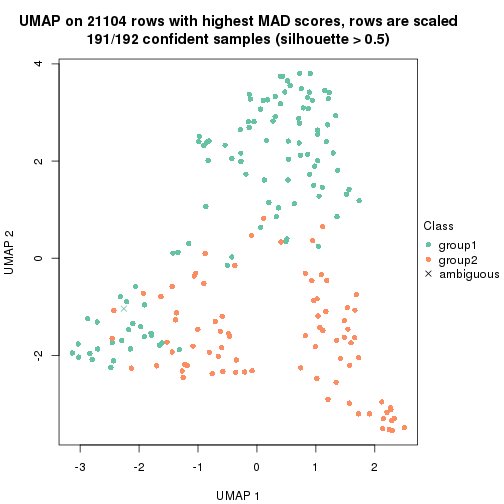 UMAP on 21104 rows with highest MAD scores, rows are scaled
191/192 confident samples (silhouette > 0.5)
4
2
0
-2
UMAP 2
-3
-2
-1
0
1
2
UMAP 1
Class
group1
group2
ambiguous